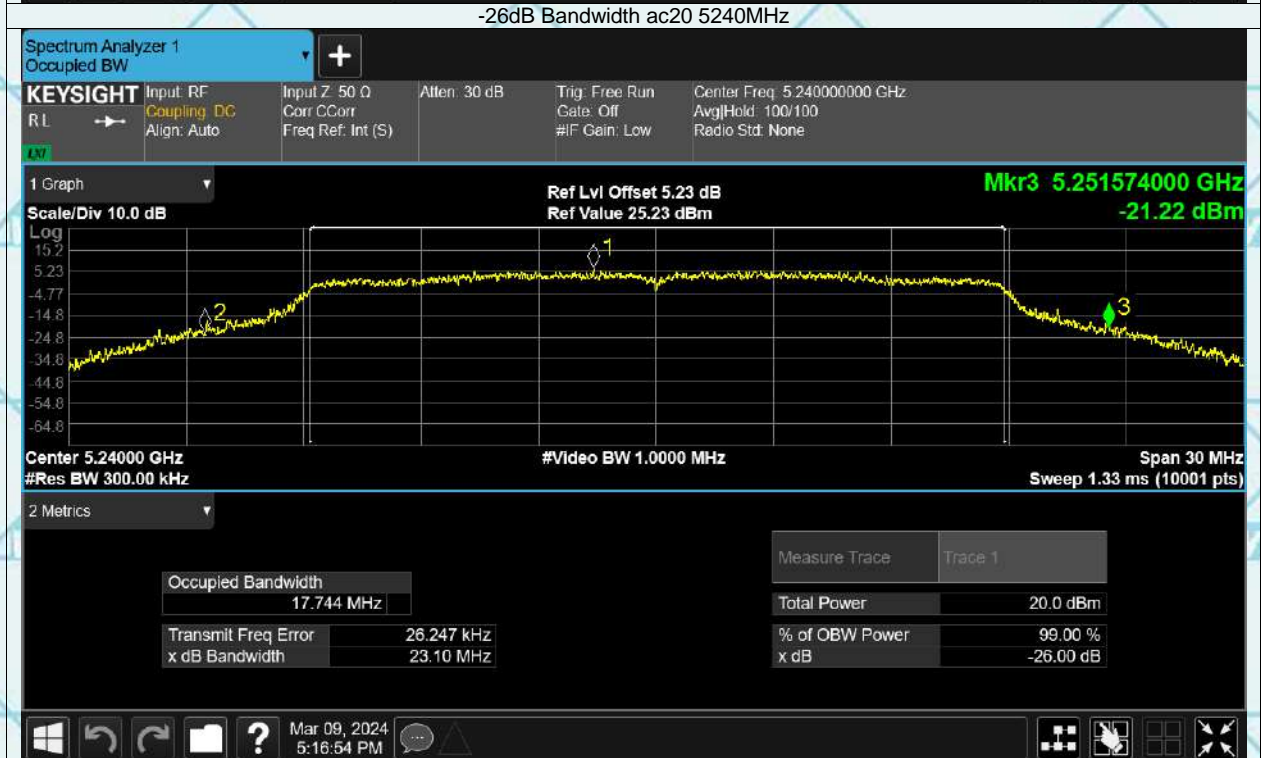 -26dB Bandwidth ac20 5240MHz
Spectrum Analyzer 1
Occupied BW
+
KEYSIGHT
RL
LXI
Input: RF
Coupling: DC
Align: Auto
Input Z: 50 Ω
Corr CCorr
Freq Ref: Int (S)
Atten: 30 dB
Trig: Free Run
Gate: Off
#IF Gain: Low
Center Freq: 5.240000000 GHz
Avg|Hold: 100/100
Radio Std: None
1 Graph
Scale/Div 10.0 dB
Ref Lvl Offset 5.23 dB
Ref Value 25.23 dBm
Mkr3 5.251574000 GHz
-21.22 dBm
Log
15.2
5.23
-4.77
-14.8
-24.8
-34.8
-44.8
-54.8
-64.8
1
2
3
Center 5.24000 GHz
#Res BW 300.00 kHz
#Video BW 1.0000 MHz
Span 30 MHz
Sweep 1.33 ms (10001 pts)
2 Metrics
Measure Trace Trace 1
Occupied Bandwidth
17.744 MHz
Total Power 20.0 dBm
Transmit Freq Error 26.247 kHz
x dB Bandwidth 23.10 MHz
% of OBW Power 99.00 %
x dB -26.00 dB
?
Mar 09, 2024
5:16:54 PM